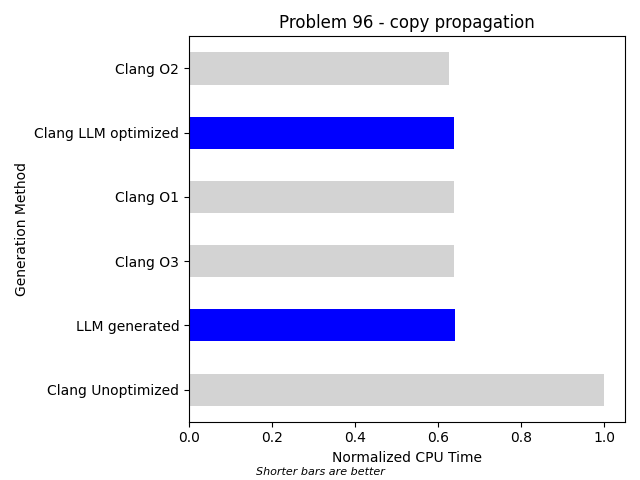 Problem 96 - copy propagation
Clang O2
Clang LLM optimized
Clang O1
Clang O3
LLM generated
Clang Unoptimized
Generation Method
0.0 0.2 0.4 0.6 0.8 1.0
Normalized CPU Time
Shorter bars are better